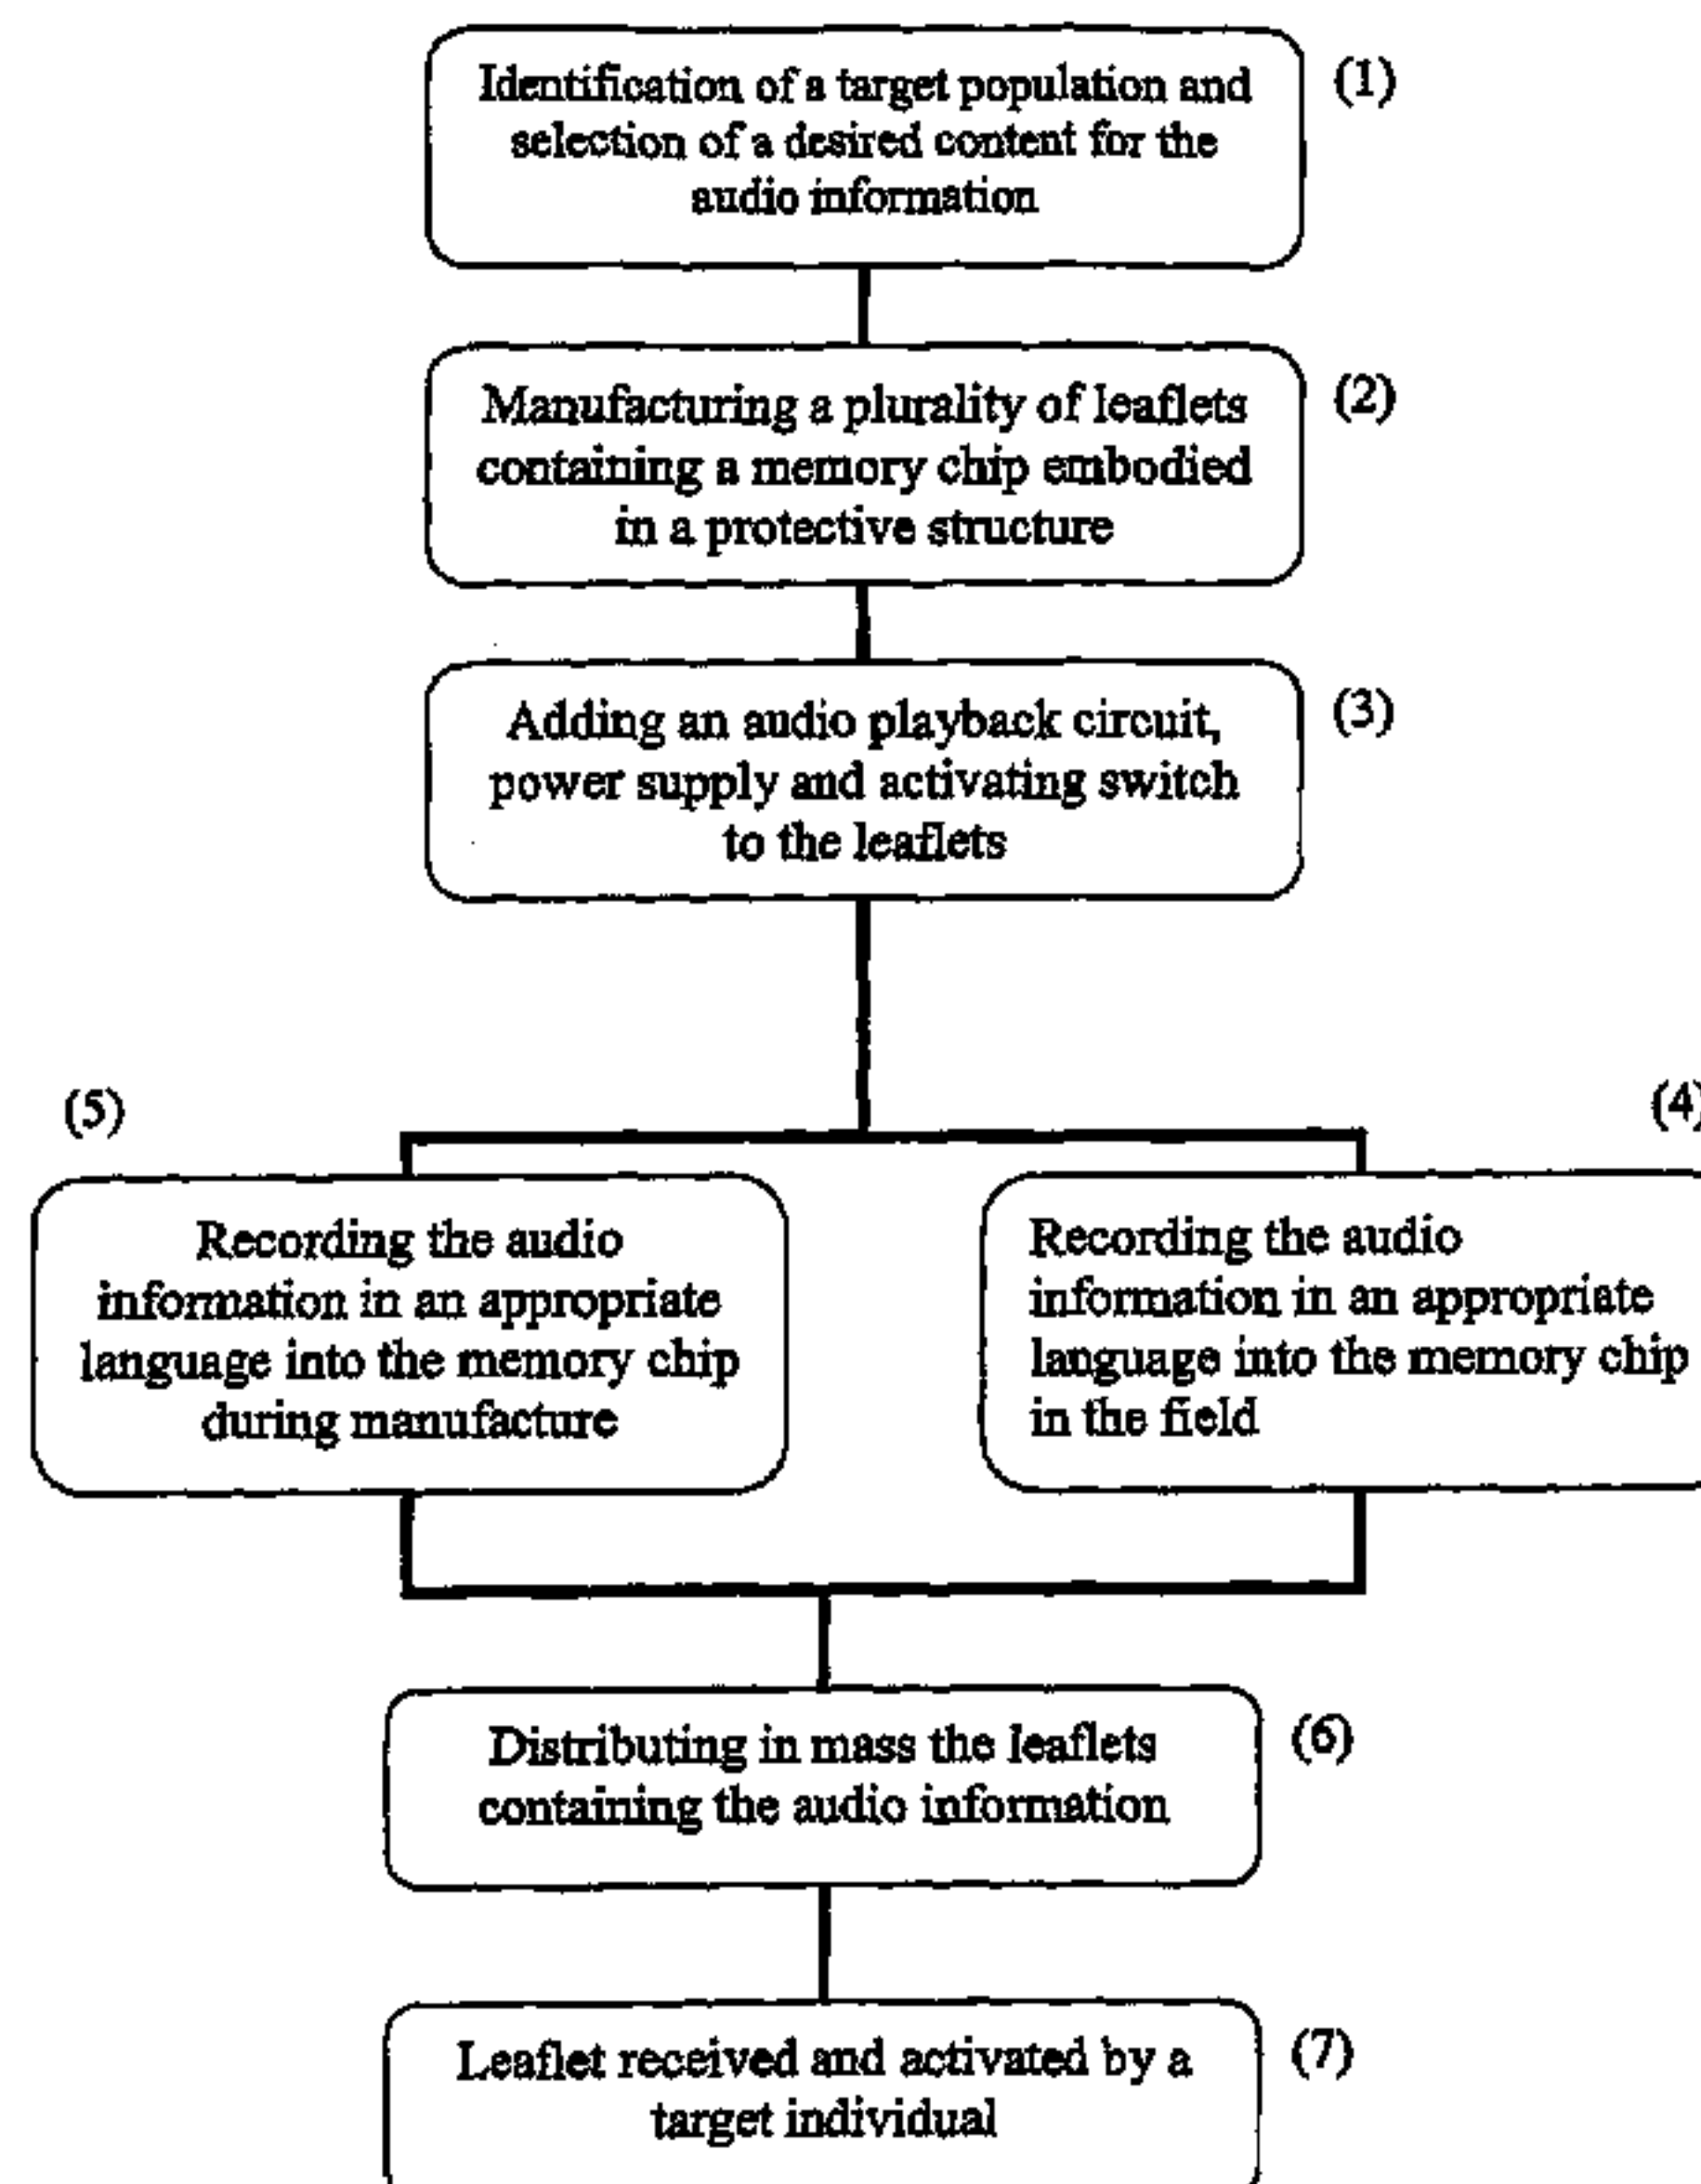 Identification of a target population and
selection of a desired content for the
audio information
(1)
Manufacturing a plurality of leaflets
containing a memory chip embodied
in a protective structure
(2)
Adding an audio playback circuit,
power supply and activating switch
to the leaflets
(3)
(5)
Recording the audio
information in an appropriate
language into the memory chip
during manufacture
(4)
Recording the audio
information in an appropriate
language into the memory chip
in the field
Distributing in mass the leaflets
containing the audio information
(6)
Leaflet received and activated by a
target individual
(7)